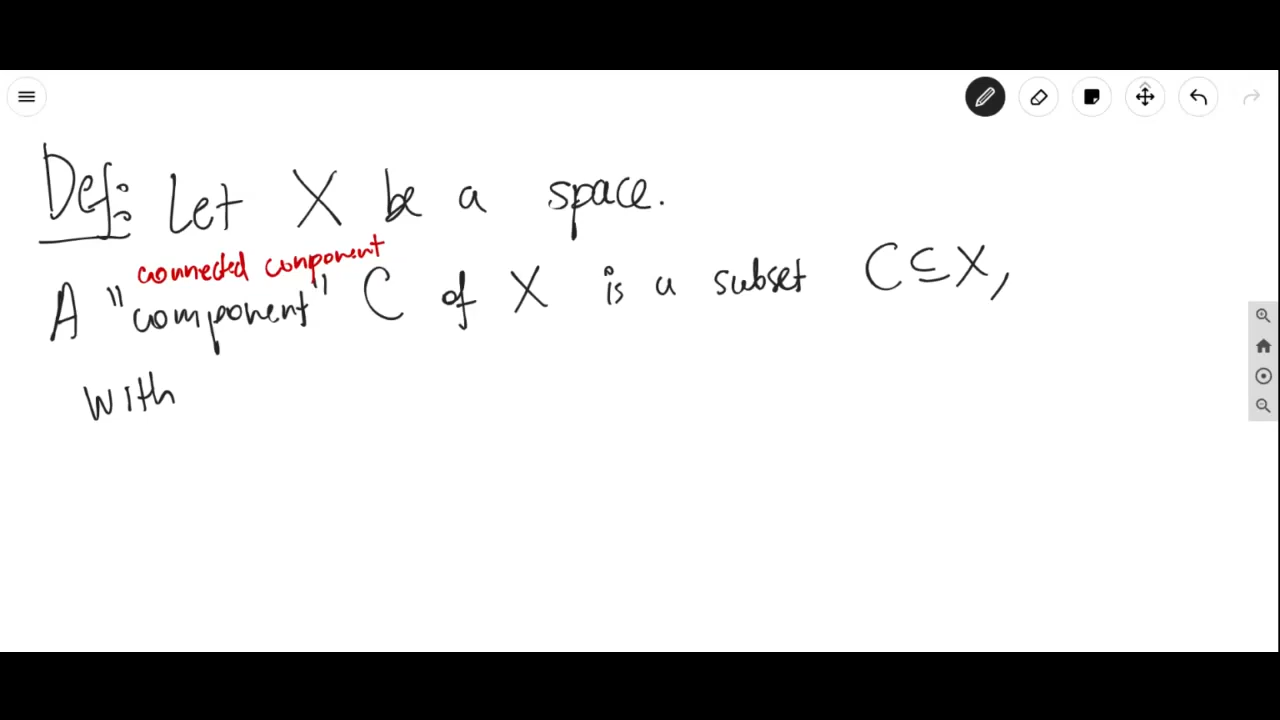 Def: Let X be a space.
connected component
A "component" C of X is a subset C ⊆ X,
with